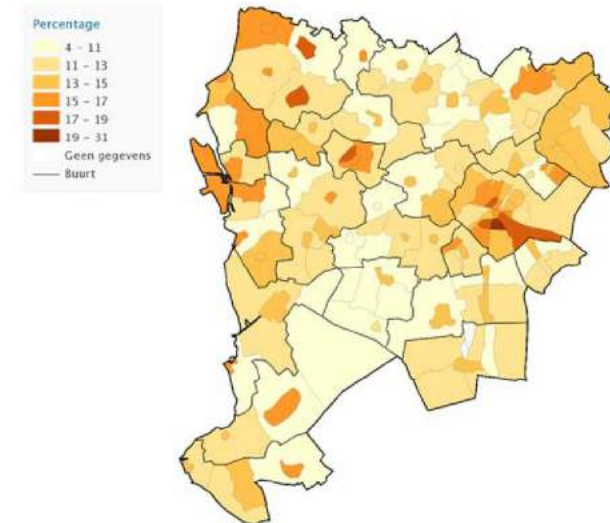 Percentage
4 - 11
11 - 13
13 - 15
15 - 17
17 - 19
19 - 31
Geen gegevens
Buurt